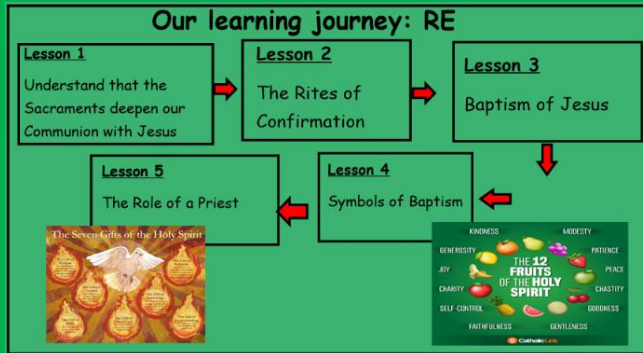 Our learning journey: RE
Lesson 1
Understand that the
Sacraments deepen our
Communion with Jesus
Lesson 2
The Rites of
Confirmation
Lesson 3
Baptism of Jesus
Lesson 4
Symbols of Baptism
Lesson 5
The Role of a Priest
The Seven Gifts of the Holy Spirit
KINDNESS
MODESTY
GENEROSITY
PATIENCE
JOY
THE 12
FRUITS
OF THE HOLY
SPIRIT
PEACE
CHARITY
CHASTITY
SELF-CONTROL
GOODNESS
FAITHFULNESS
GENTLENESS
CatholicLink